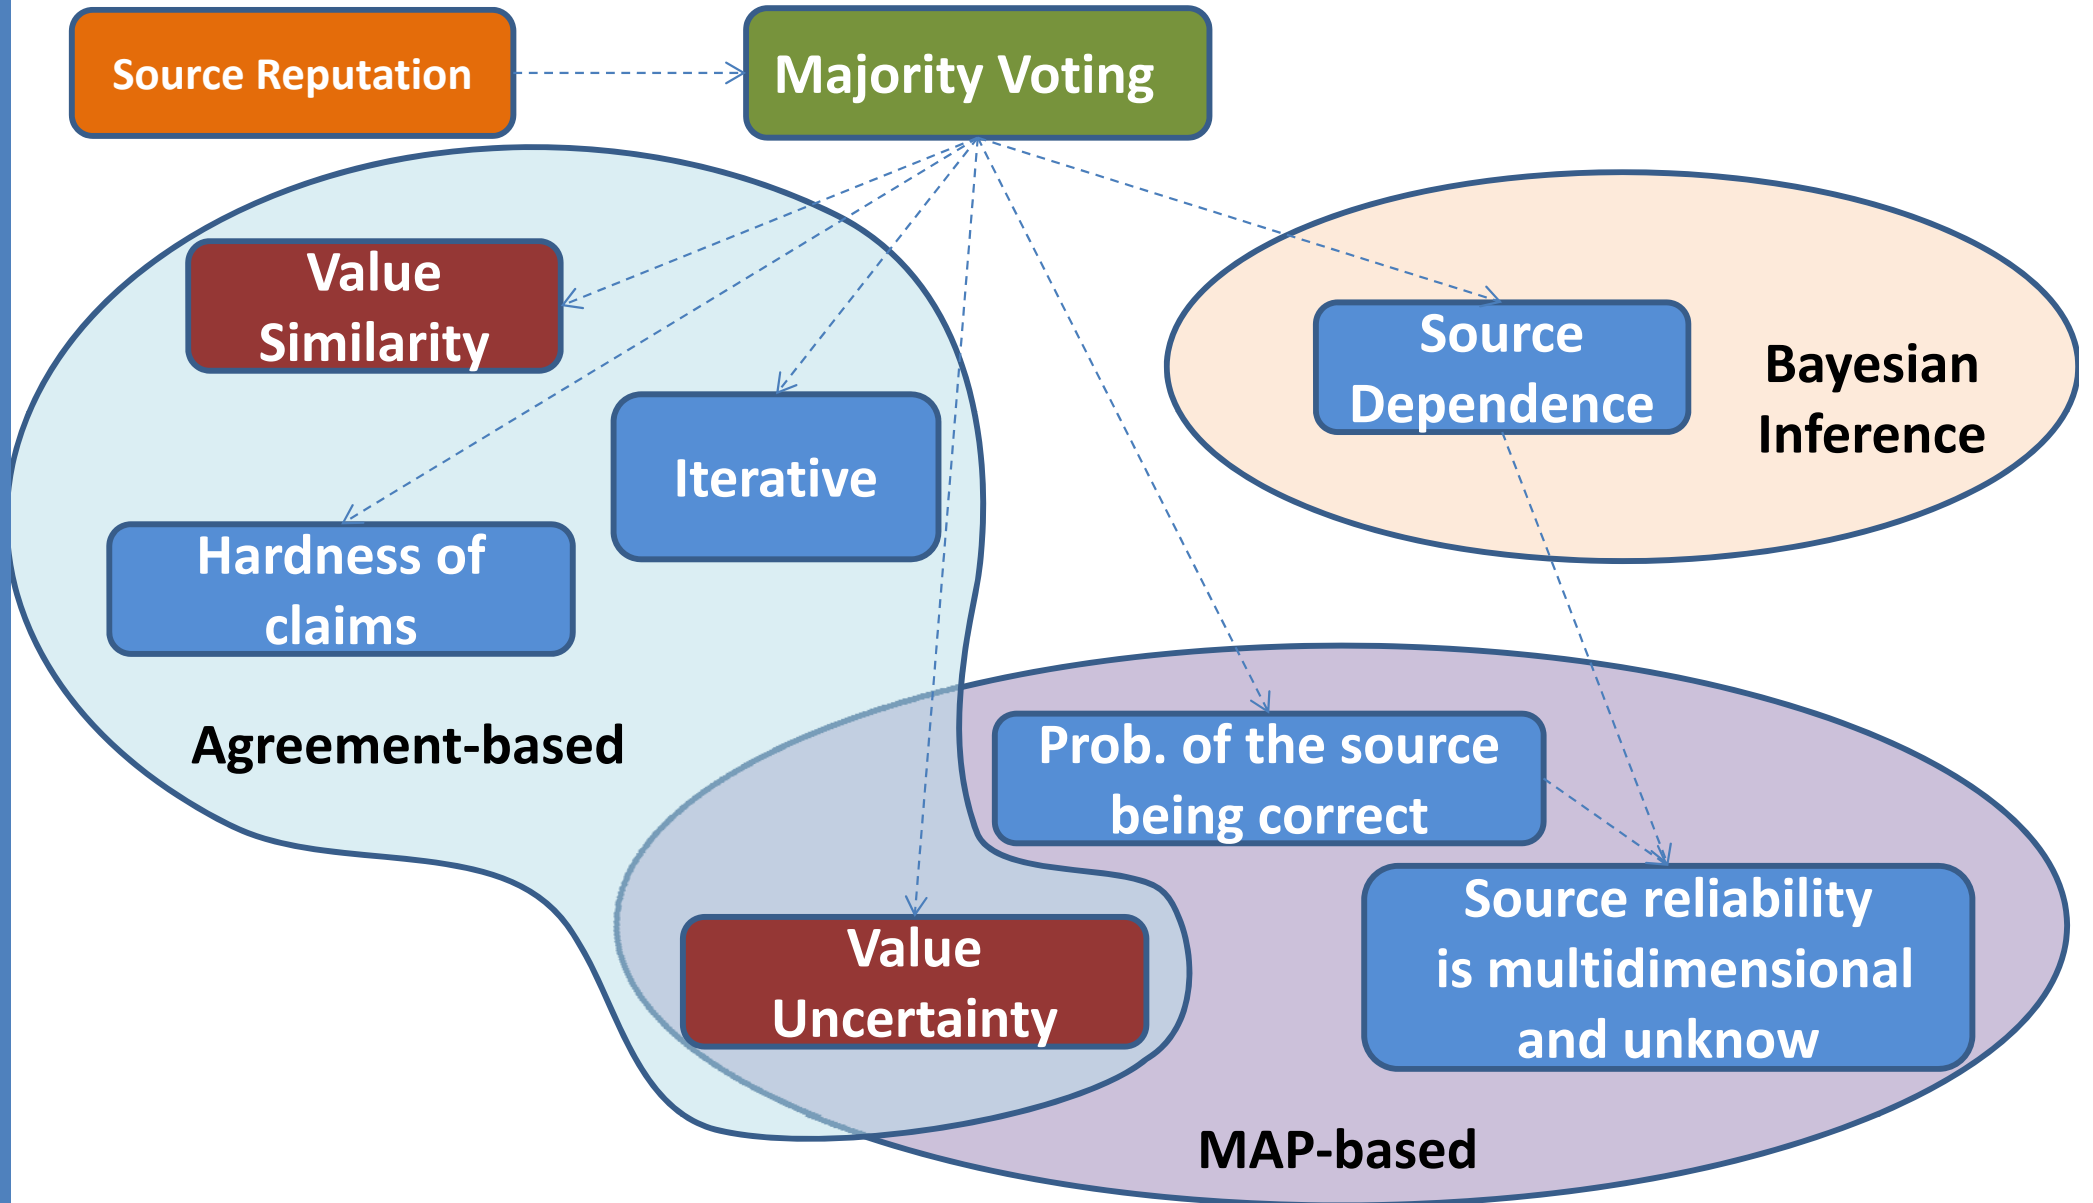 Source Reputation
Majority Voting
Value
Similarity
Source
Dependence
Bayesian
Inference
Iterative
Hardness of
claims
Agreement-based
Prob. of the source
being correct
Source reliability
is multidimensional
and unknow
Value
Uncertainty
MAP-based